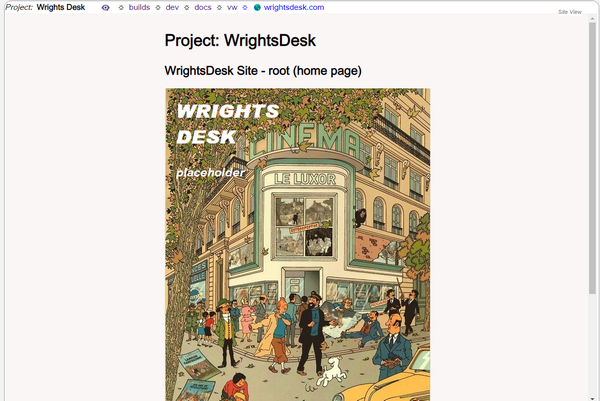 Project: Wrights Desk builds dev docs vw wrightsdesk.com
Site View
Project: WrightsDesk
WrightsDesk Site - root (home page)
WRIGHTS
DESK
CINEMA
placeholder
LE LUXOR